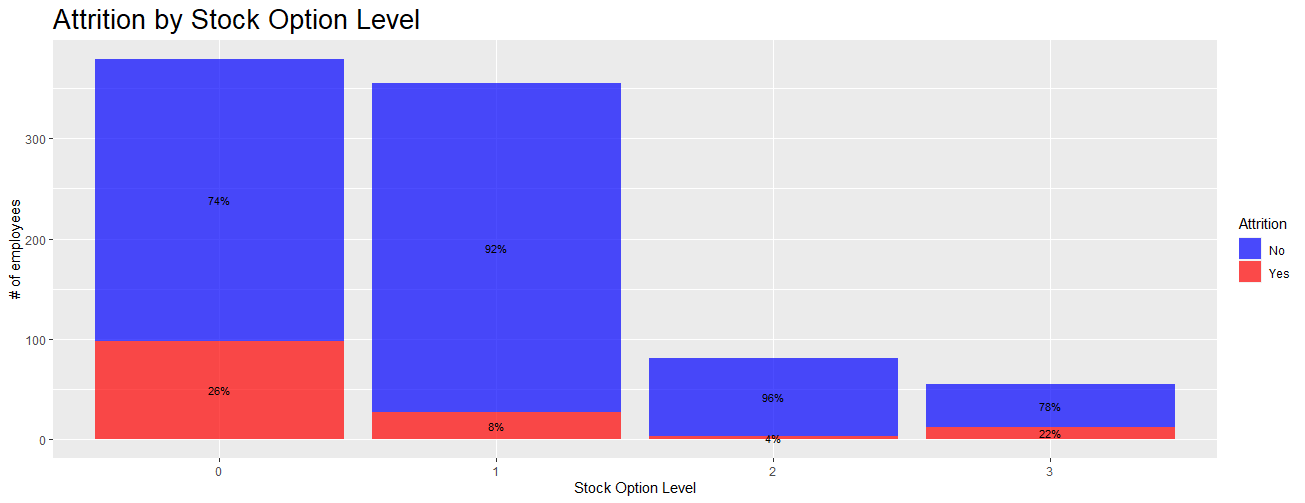 Attrition by Stock Option Level
# of employees
300
200
100
0
74%
26%
92%
8%
96%
4%
78%
22%
0
1
2
3
Stock Option Level
Attrition
No
Yes